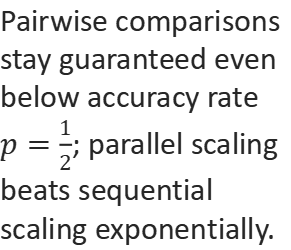 Pairwise comparisons
stay guaranteed even
below accuracy rate
𝑝 = 1/2; parallel scaling
beats sequential
scaling exponentially.